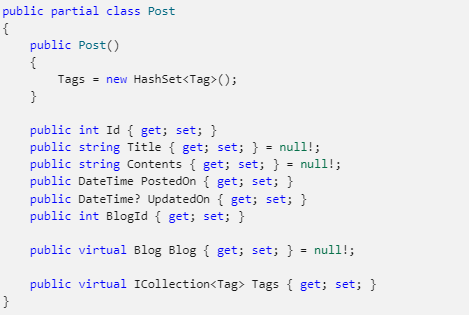 public partial class Post
{
    public Post()
    {
        Tags = new HashSet<Tag>();
    }

    public int Id { get; set; }
    public string Title { get; set; } = null!;
    public string Contents { get; set; } = null!;
    public DateTime PostedOn { get; set; }
    public DateTime? UpdatedOn { get; set; }
    public int BlogId { get; set; }

    public virtual Blog Blog { get; set; } = null!;

    public virtual ICollection<Tag> Tags { get; set; }
}